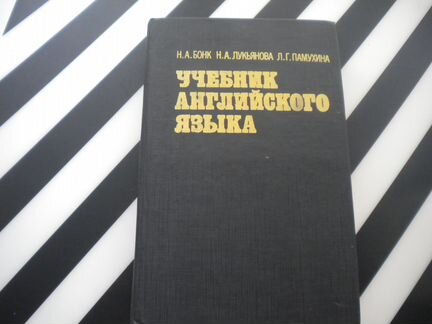 Н.А.БОНК Н.А.ЛУКЬЯНОВА Л.Г.ПАМУХИНА
УЧЕБНИК
АНГЛИЙСКОГО
ЯЗЫКА